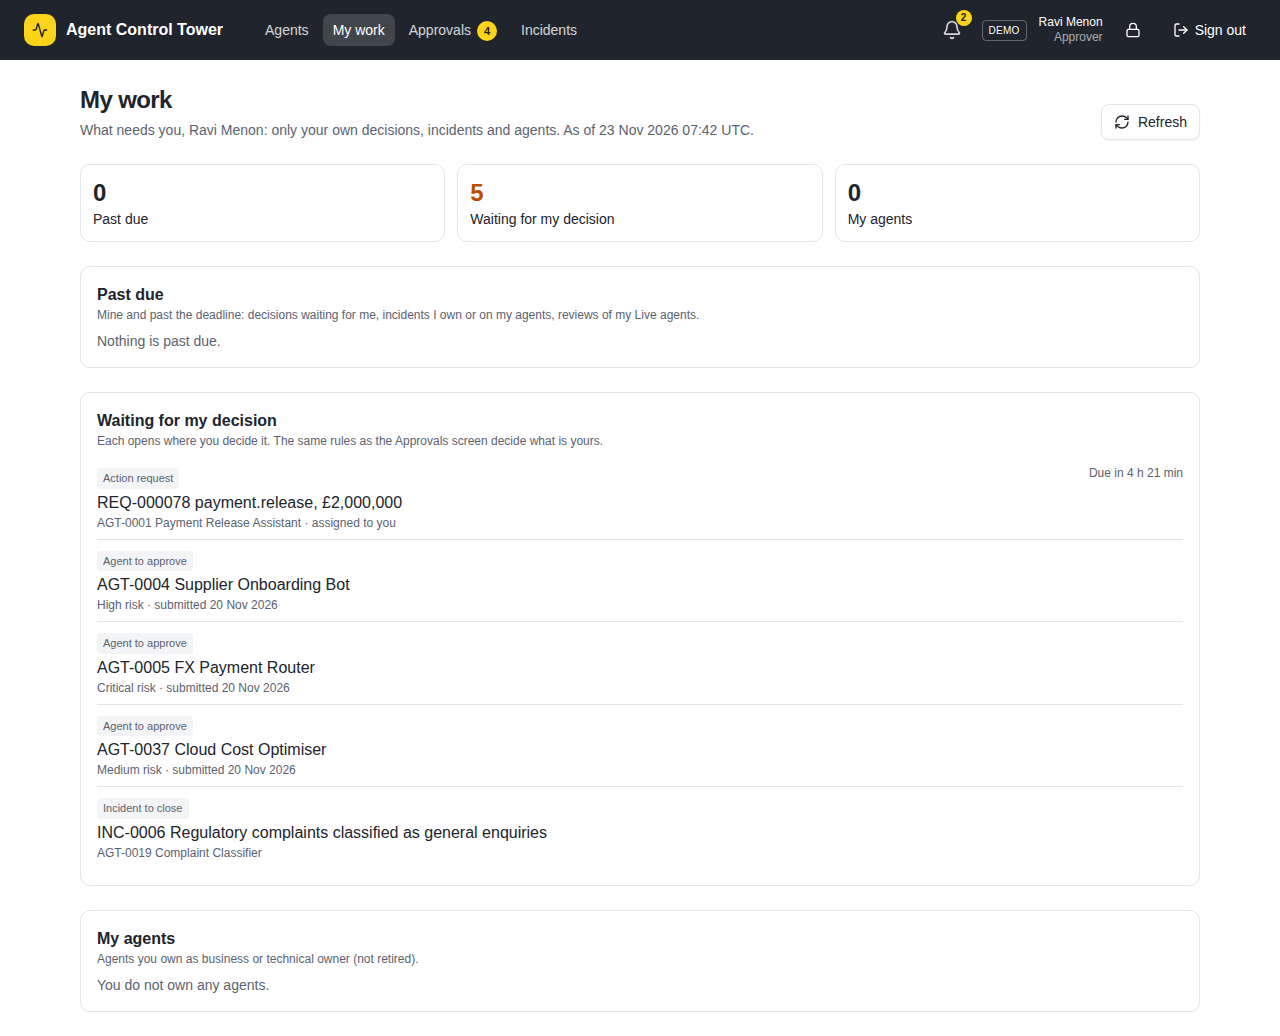 Agent Control Tower
Agents
My work
Approvals 4
Incidents
2
DEMO
Ravi Menon
Approver
Sign out
My work
What needs you, Ravi Menon: only your own decisions, incidents and agents. As of 23 Nov 2026 07:42 UTC.
Refresh
0
Past due
5
Waiting for my decision
0
My agents
Past due
Mine and past the deadline: decisions waiting for me, incidents I own or on my agents, reviews of my Live agents.
Nothing is past due.
Waiting for my decision
Each opens where you decide it. The same rules as the Approvals screen decide what is yours.
Action request
Due in 4 h 21 min
REQ-000078 payment.release, £2,000,000
AGT-0001 Payment Release Assistant · assigned to you
Agent to approve
AGT-0004 Supplier Onboarding Bot
High risk · submitted 20 Nov 2026
Agent to approve
AGT-0005 FX Payment Router
Critical risk · submitted 20 Nov 2026
Agent to approve
AGT-0037 Cloud Cost Optimiser
Medium risk · submitted 20 Nov 2026
Incident to close
INC-0006 Regulatory complaints classified as general enquiries
AGT-0019 Complaint Classifier
My agents
Agents you own as business or technical owner (not retired).
You do not own any agents.